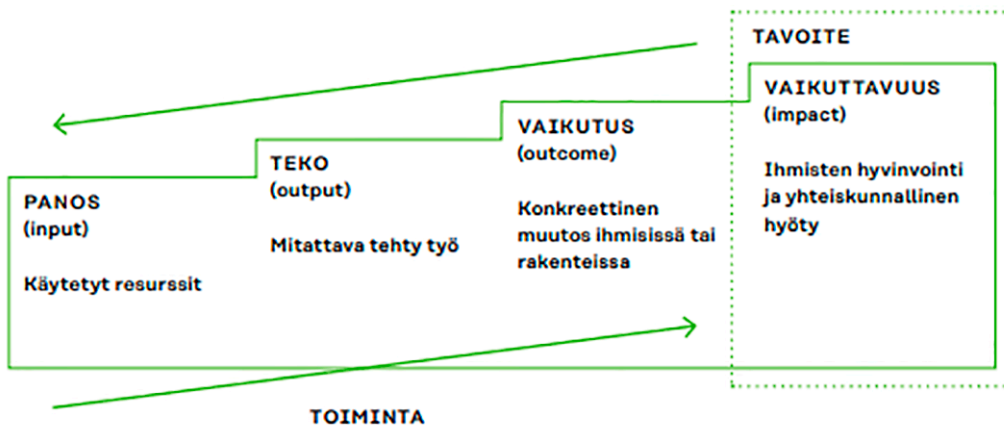 TAVOITE
VAIKUTTAVUUS
(impact)
Ihmisten hyvinvointi
ja yhteiskunnallinen
hyöty
VAIKUTUS
(outcome)
Konkreettinen
muutos ihmisissä tai
rakenteissa
TEKO
(output)
Mitattava tehty työ
PANOS
(input)
Käytetyt resurssit
TOIMINTA